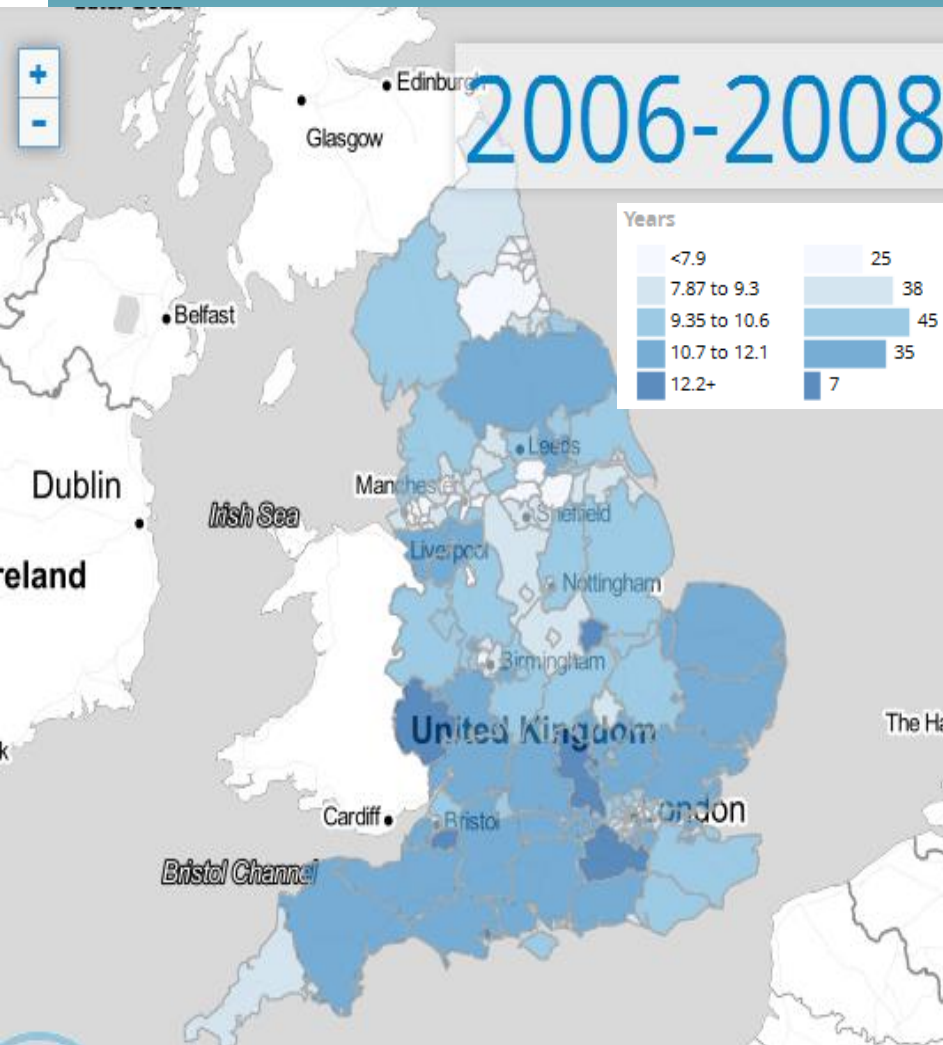 +
-
Edinburgh
Glasgow
2006-2008
Years
<7.9 25
7.87 to 9.3 38
9.35 to 10.6 45
10.7 to 12.1 35
12.2+ 7
Belfast
Leeds
Dublin
Manchester
Irish Sea
Sheffield
reland
Liverpool
Nottingham
Birmingham
United Kingdom
The Ha
k
London
Cardiff
Bristol
Bristol Channel